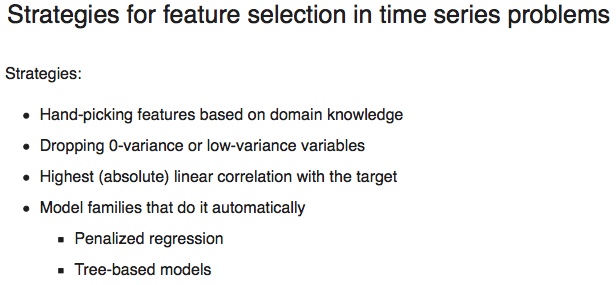 Strategies for feature selection in time series problems
Strategies:
• Hand-picking features based on domain knowledge
• Dropping 0-variance or low-variance variables
• Highest (absolute) linear correlation with the target
• Model families that do it automatically
▪ Penalized regression
▪ Tree-based models